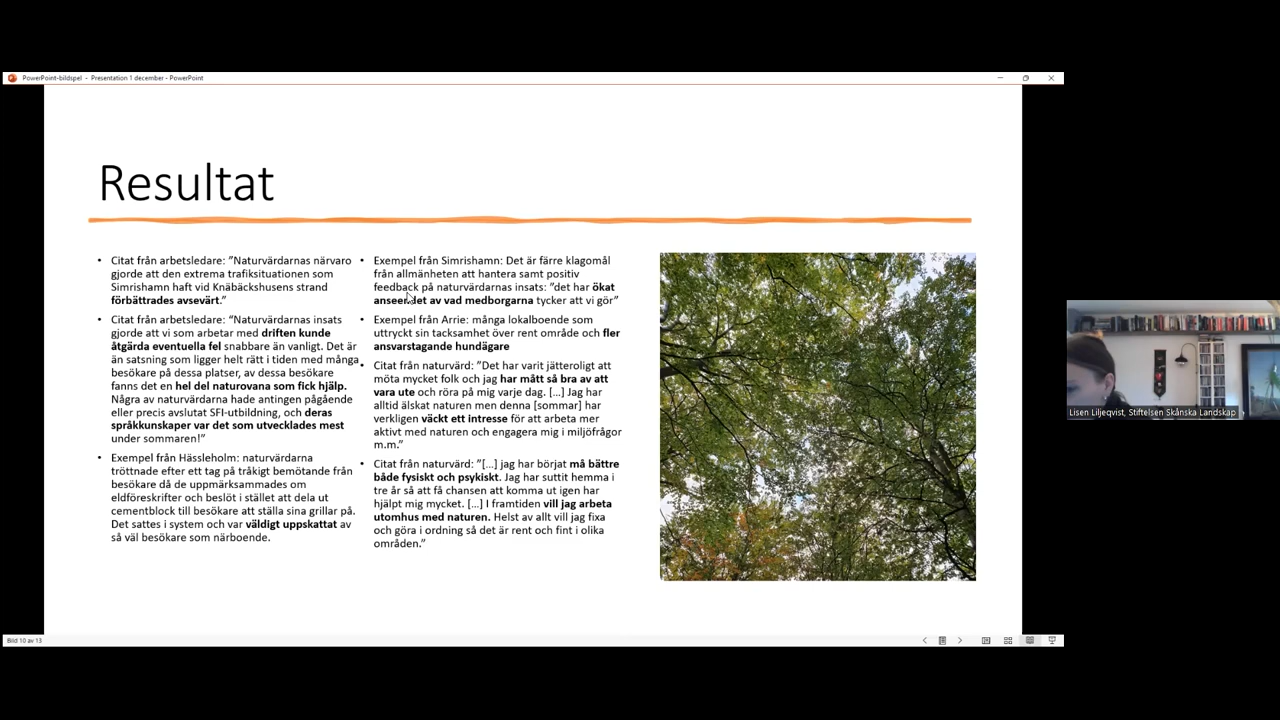 PowerPoint-bildspel - Presentation 1 december - PowerPoint
Resultat
• Citat från arbetsledare: ”Naturvärdarnas närvaro
gjorde att den extrema trafiksituationen som
Simrishamn haft vid Knäbäckshusens strand
förbättrades avsevärt.”
• Citat från arbetsledare: “Naturvärdarnas insats
gjorde att vi som arbetar med driften kunde
åtgärda eventuella fel snabbare än vanligt. Det är
än satsning som ligger helt rätt i tiden med många
besökare på dessa platser, av dessa besökare
fanns det en hel del naturovana som fick hjälp.
Några av naturvärdarna hade antingen pågående
eller precis avslutat SFI-utbildning, och deras
språkkunskaper var det som utvecklades mest
under sommaren!”
• Exempel från Hässleholm: naturvärdarna
tröttnade efter ett tag på tråkigt bemötande från
besökare då de uppmärksammades om
eldföreskrifter och beslöt i stället att dela ut
cementblock till besökare att ställa sina grillar på.
Det sattes i system och var väldigt uppskattat av
så väl besökare som närboende.
• Exempel från Simrishamn: Det är färre klagomål
från allmänheten att hantera samt positiv
feedback på naturvärdarnas insats: ”det har ökat
anseendet av vad medborgarna tycker att vi gör”
• Exempel från Arrie: många lokalboende som
uttryckt sin tacksamhet över rent område och fler
ansvarstagande hundägare
• Citat från naturvärd: ”Det har varit jätteroligt att
möta mycket folk och jag har mått så bra av att
vara ute och röra på mig varje dag. [...] Jag har
alltid älskat naturen men denna [sommar] har
verkligen väckt ett intresse för att arbeta mer
aktivt med naturen och engagera mig i miljöfrågor
m.m.”
• Citat från naturvärd: ”[...] jag har börjat må bättre
både fysiskt och psykiskt. Jag har suttit hemma i
tre år så att få chansen att komma ut igen har
hjälpt mig mycket. [...] I framtiden vill jag arbeta
utomhus med naturen. Helst av allt vill jag fixa
och göra i ordning så det är rent och fint i olika
områden.”
Lisen Liljeqvist, Stiftelsen Skånska Landskap
Bild 10 av 13